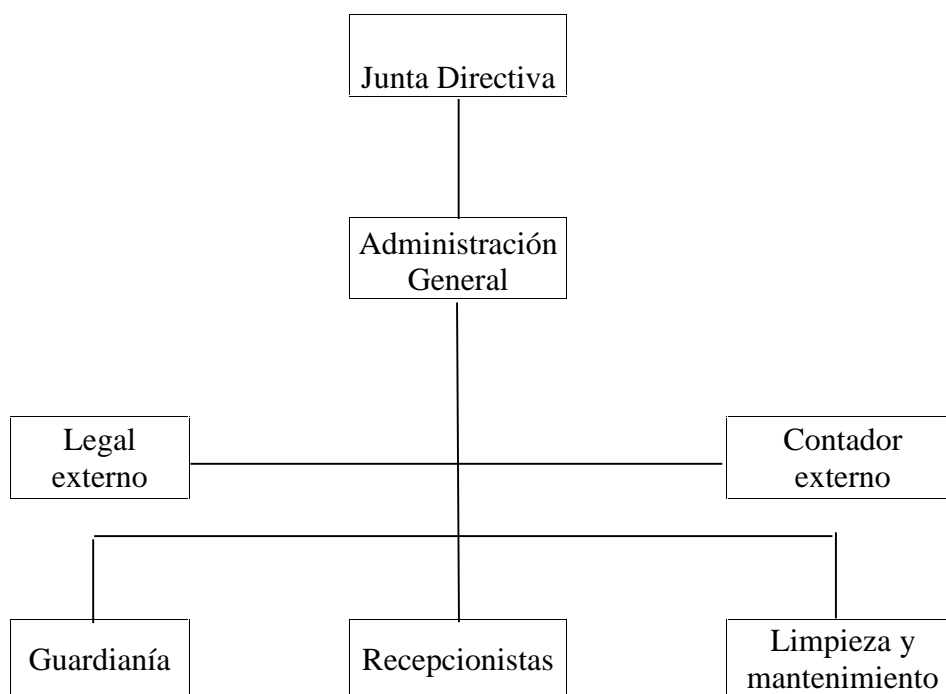 Junta Directiva
Administración
General
Legal
externo
Contador
externo
Guardianía
Recepcionistas
Limpieza y
mantenimiento